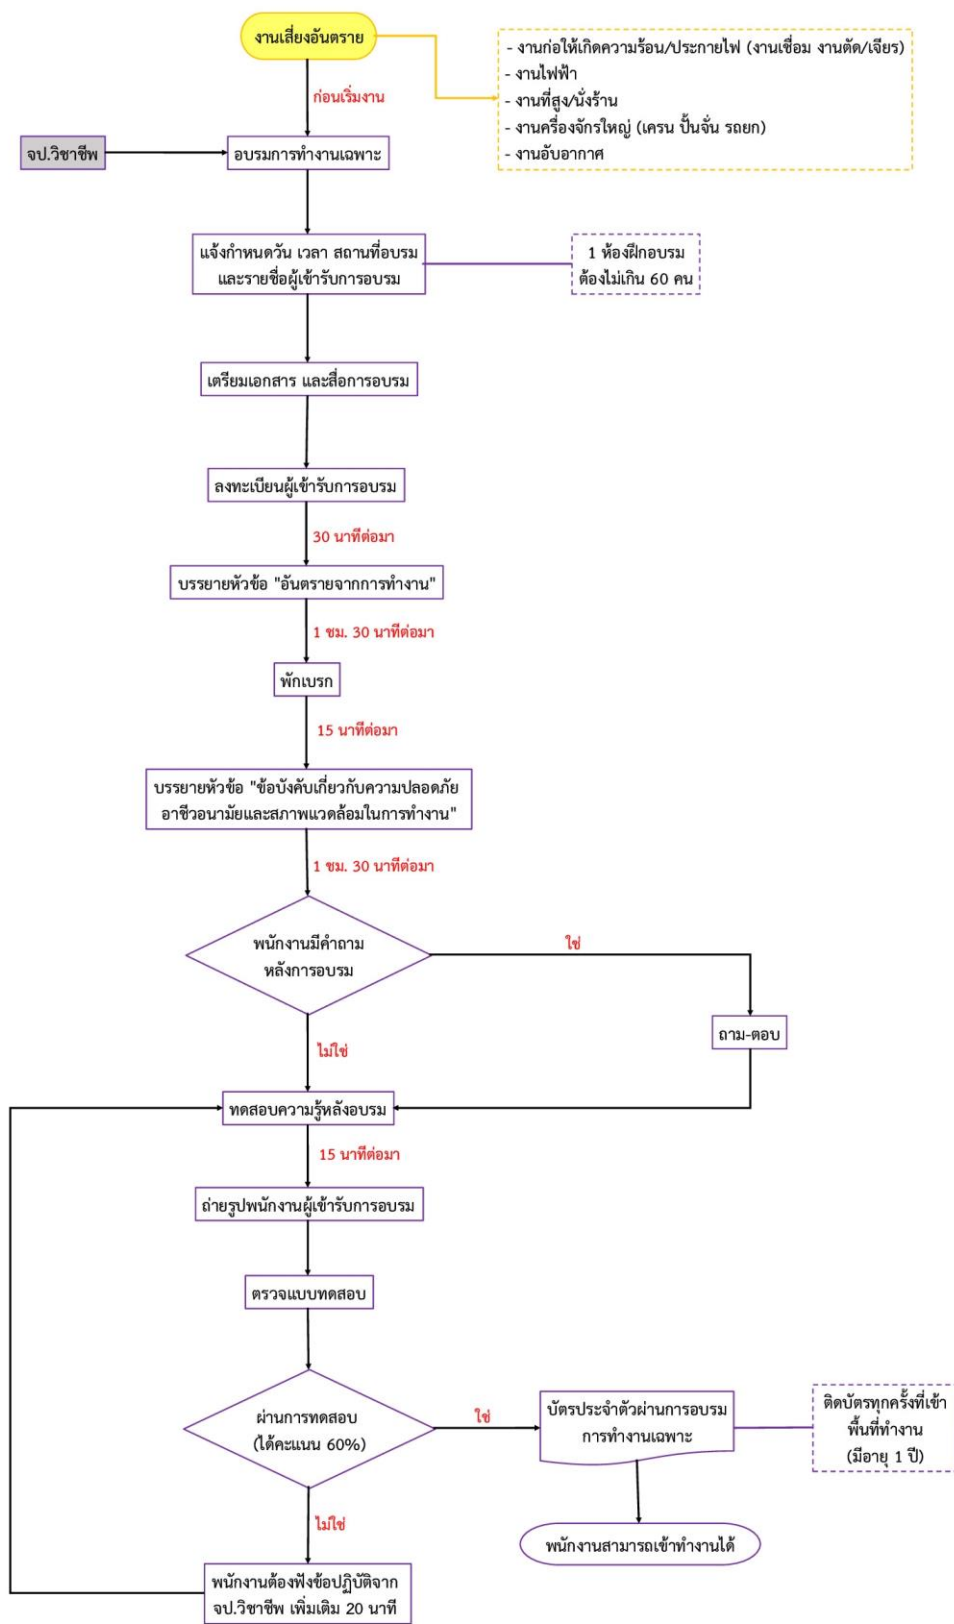 งานเสี่ยงอันตราย
- งานก่อให้เกิดความร้อน/ประกายไฟ (งานเชื่อม งานตัด/เจียร)
- งานไฟฟ้า
- งานที่สูง/นั่งร้าน
- งานเครื่องจักรใหญ่ (เครน ปั้นจั่น รถยก)
- งานอับอากาศ
ก่อนเริ่มงาน
จป.วิชาชีพ
อบรมการทำงานเฉพาะ
แจ้งกำหนดวัน เวลา สถานที่อบรม
และรายชื่อผู้เข้ารับการอบรม
1 ห้องฝึกอบรม
ต้องไม่เกิน 60 คน
เตรียมเอกสาร และสื่อการอบรม
ลงทะเบียนผู้เข้ารับการอบรม
30 นาทีต่อมา
บรรยายหัวข้อ "อันตรายจากการทำงาน"
1 ชม. 30 นาทีต่อมา
พักเบรก
15 นาทีต่อมา
บรรยายหัวข้อ "ข้อบังคับเกี่ยวกับความปลอดภัย
อาชีวอนามัยและสภาพแวดล้อมในการทำงาน"
1 ชม. 30 นาทีต่อมา
พนักงานมีคำถาม
หลังการอบรม
ใช่
ถาม-ตอบ
ไม่ใช่
ทดสอบความรู้หลังอบรม
15 นาทีต่อมา
ถ่ายรูปพนักงานผู้เข้ารับการอบรม
ตรวจแบบทดสอบ
ผ่านการทดสอบ
(ได้คะแนน 60%)
ใช่
บัตรประจำตัวผ่านการอบรม
การทำงานเฉพาะ
ติดบัตรทุกครั้งที่เข้า
พื้นที่ทำงาน
(มีอายุ 1 ปี)
ไม่ใช่
พนักงานสามารถเข้าทำงานได้
พนักงานต้องฟังข้อปฏิบัติจาก
จป.วิชาชีพ เพิ่มเติม 20 นาที